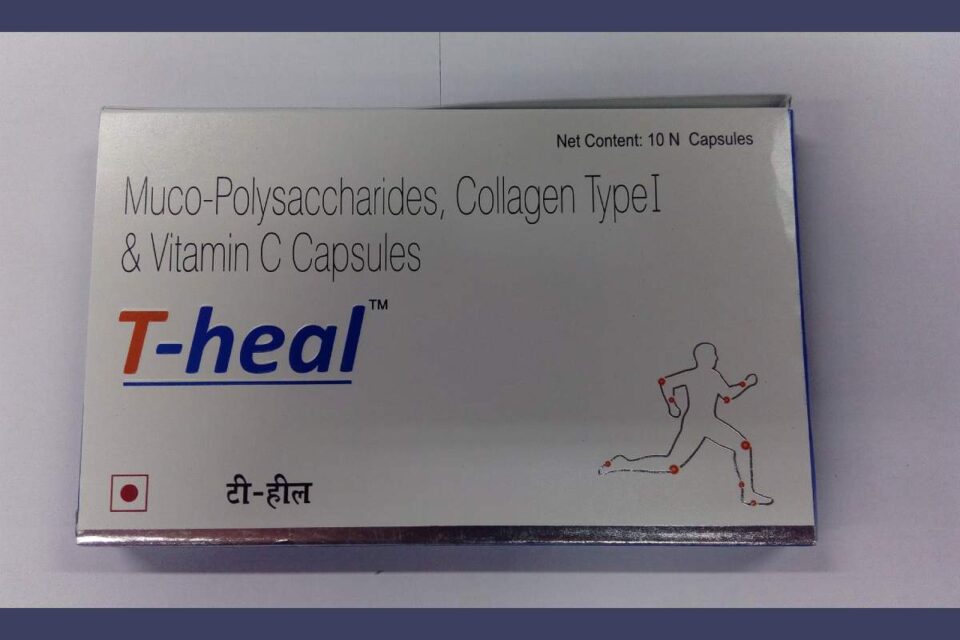 Net Content: 10 N Capsules
Muco-Polysaccharides, Collagen Type I
& Vitamin C Capsules
T-heal™
टी-हील